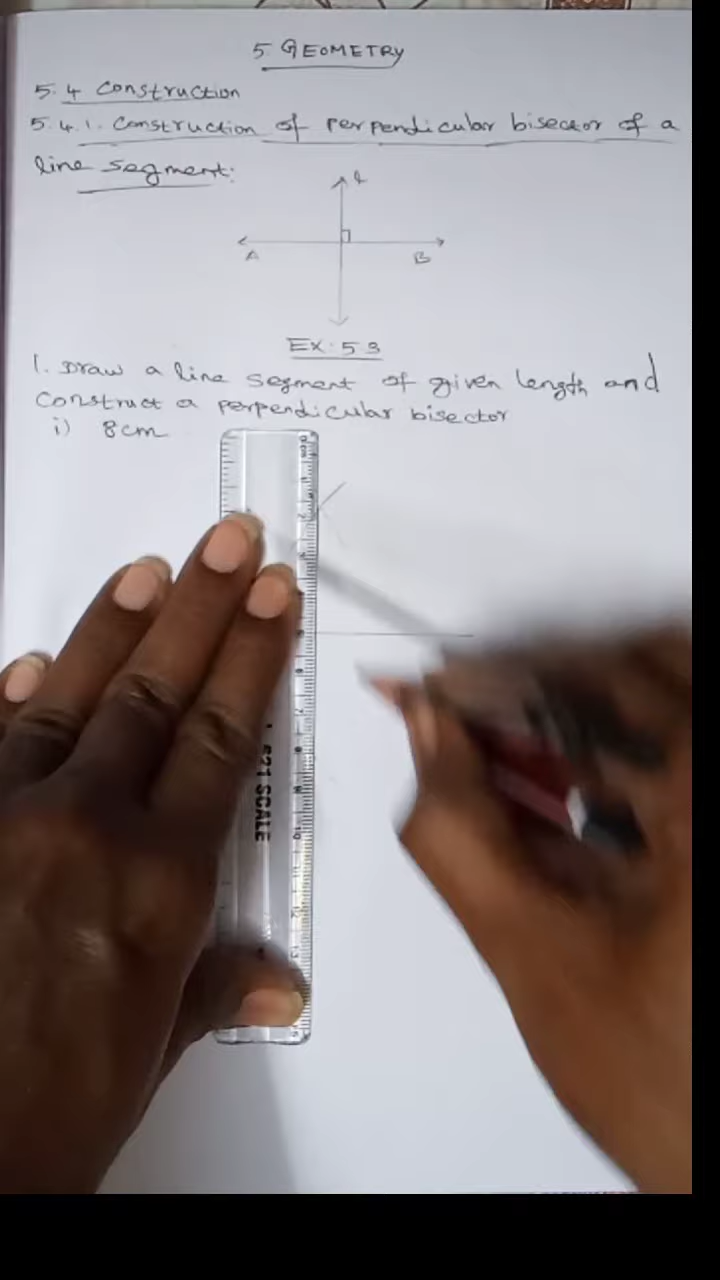 5 GEOMETRY
5.4 Construction
5.4.1. Construction of perpendicular bisector of a
line segment:
l
A B
Ex: 5.3
1. Draw a line segment of given length and
construct a perpendicular bisector
i) 8cm
SCALE